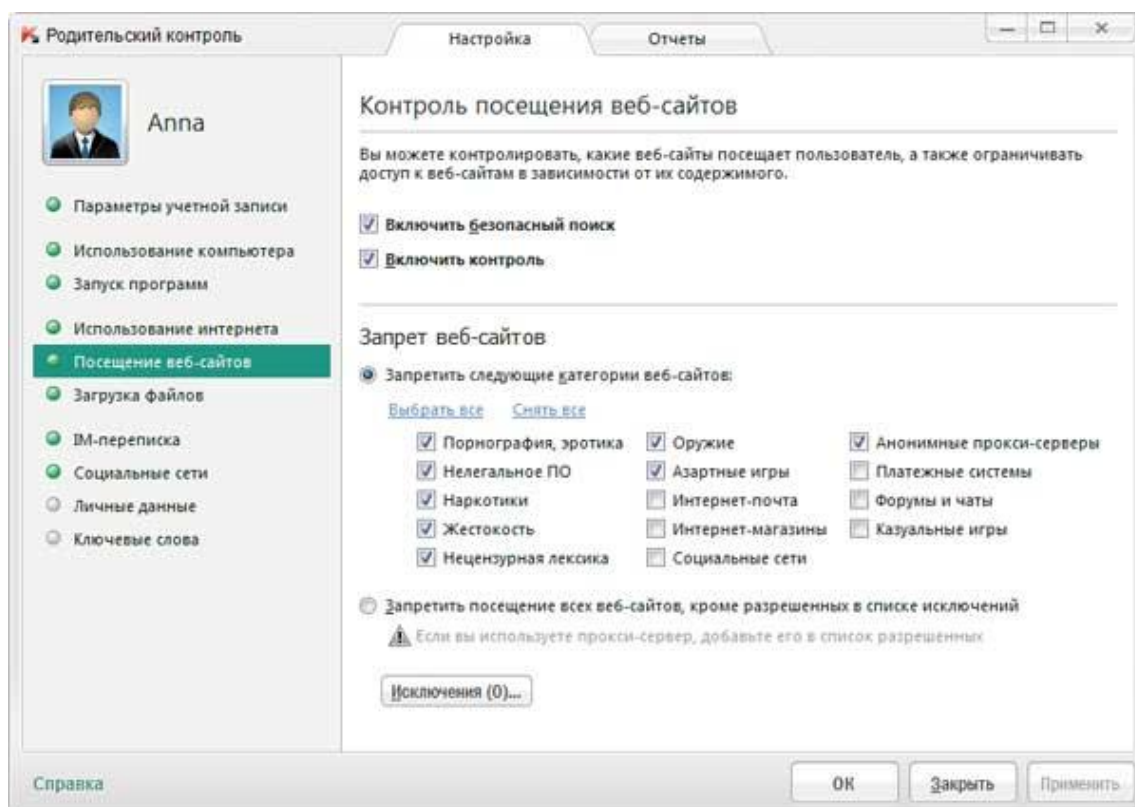 Родительский контроль
Настройка
Отчеты
Anna
Параметры учетной записи
Использование компьютера
Запуск программ
Использование интернета
Посещение веб-сайтов
Загрузка файлов
IM-переписка
Социальные сети
Личные данные
Ключевые слова
Контроль посещения веб-сайтов
Вы можете контролировать, какие веб-сайты посещает пользователь, а также ограничивать
доступ к веб-сайтам в зависимости от их содержимого.
Включить безопасный поиск
Включить контроль
Запрет веб-сайтов
Запретить следующие категории веб-сайтов:
Выбрать все Снять все
Порнография, эротика Оружие Анонимные прокси-серверы
Нелегальное ПО Азартные игры Платежные системы
Наркотики Интернет-почта Форумы и чаты
Жестокость Интернет-магазины Казуальные игры
Нецензурная лексика Социальные сети
Запретить посещение всех веб-сайтов, кроме разрешенных в списке исключений
Если вы используете прокси-сервер, добавьте его в список разрешенных
Исключения (0)...
Справка
ОК
Закрыть
Применить